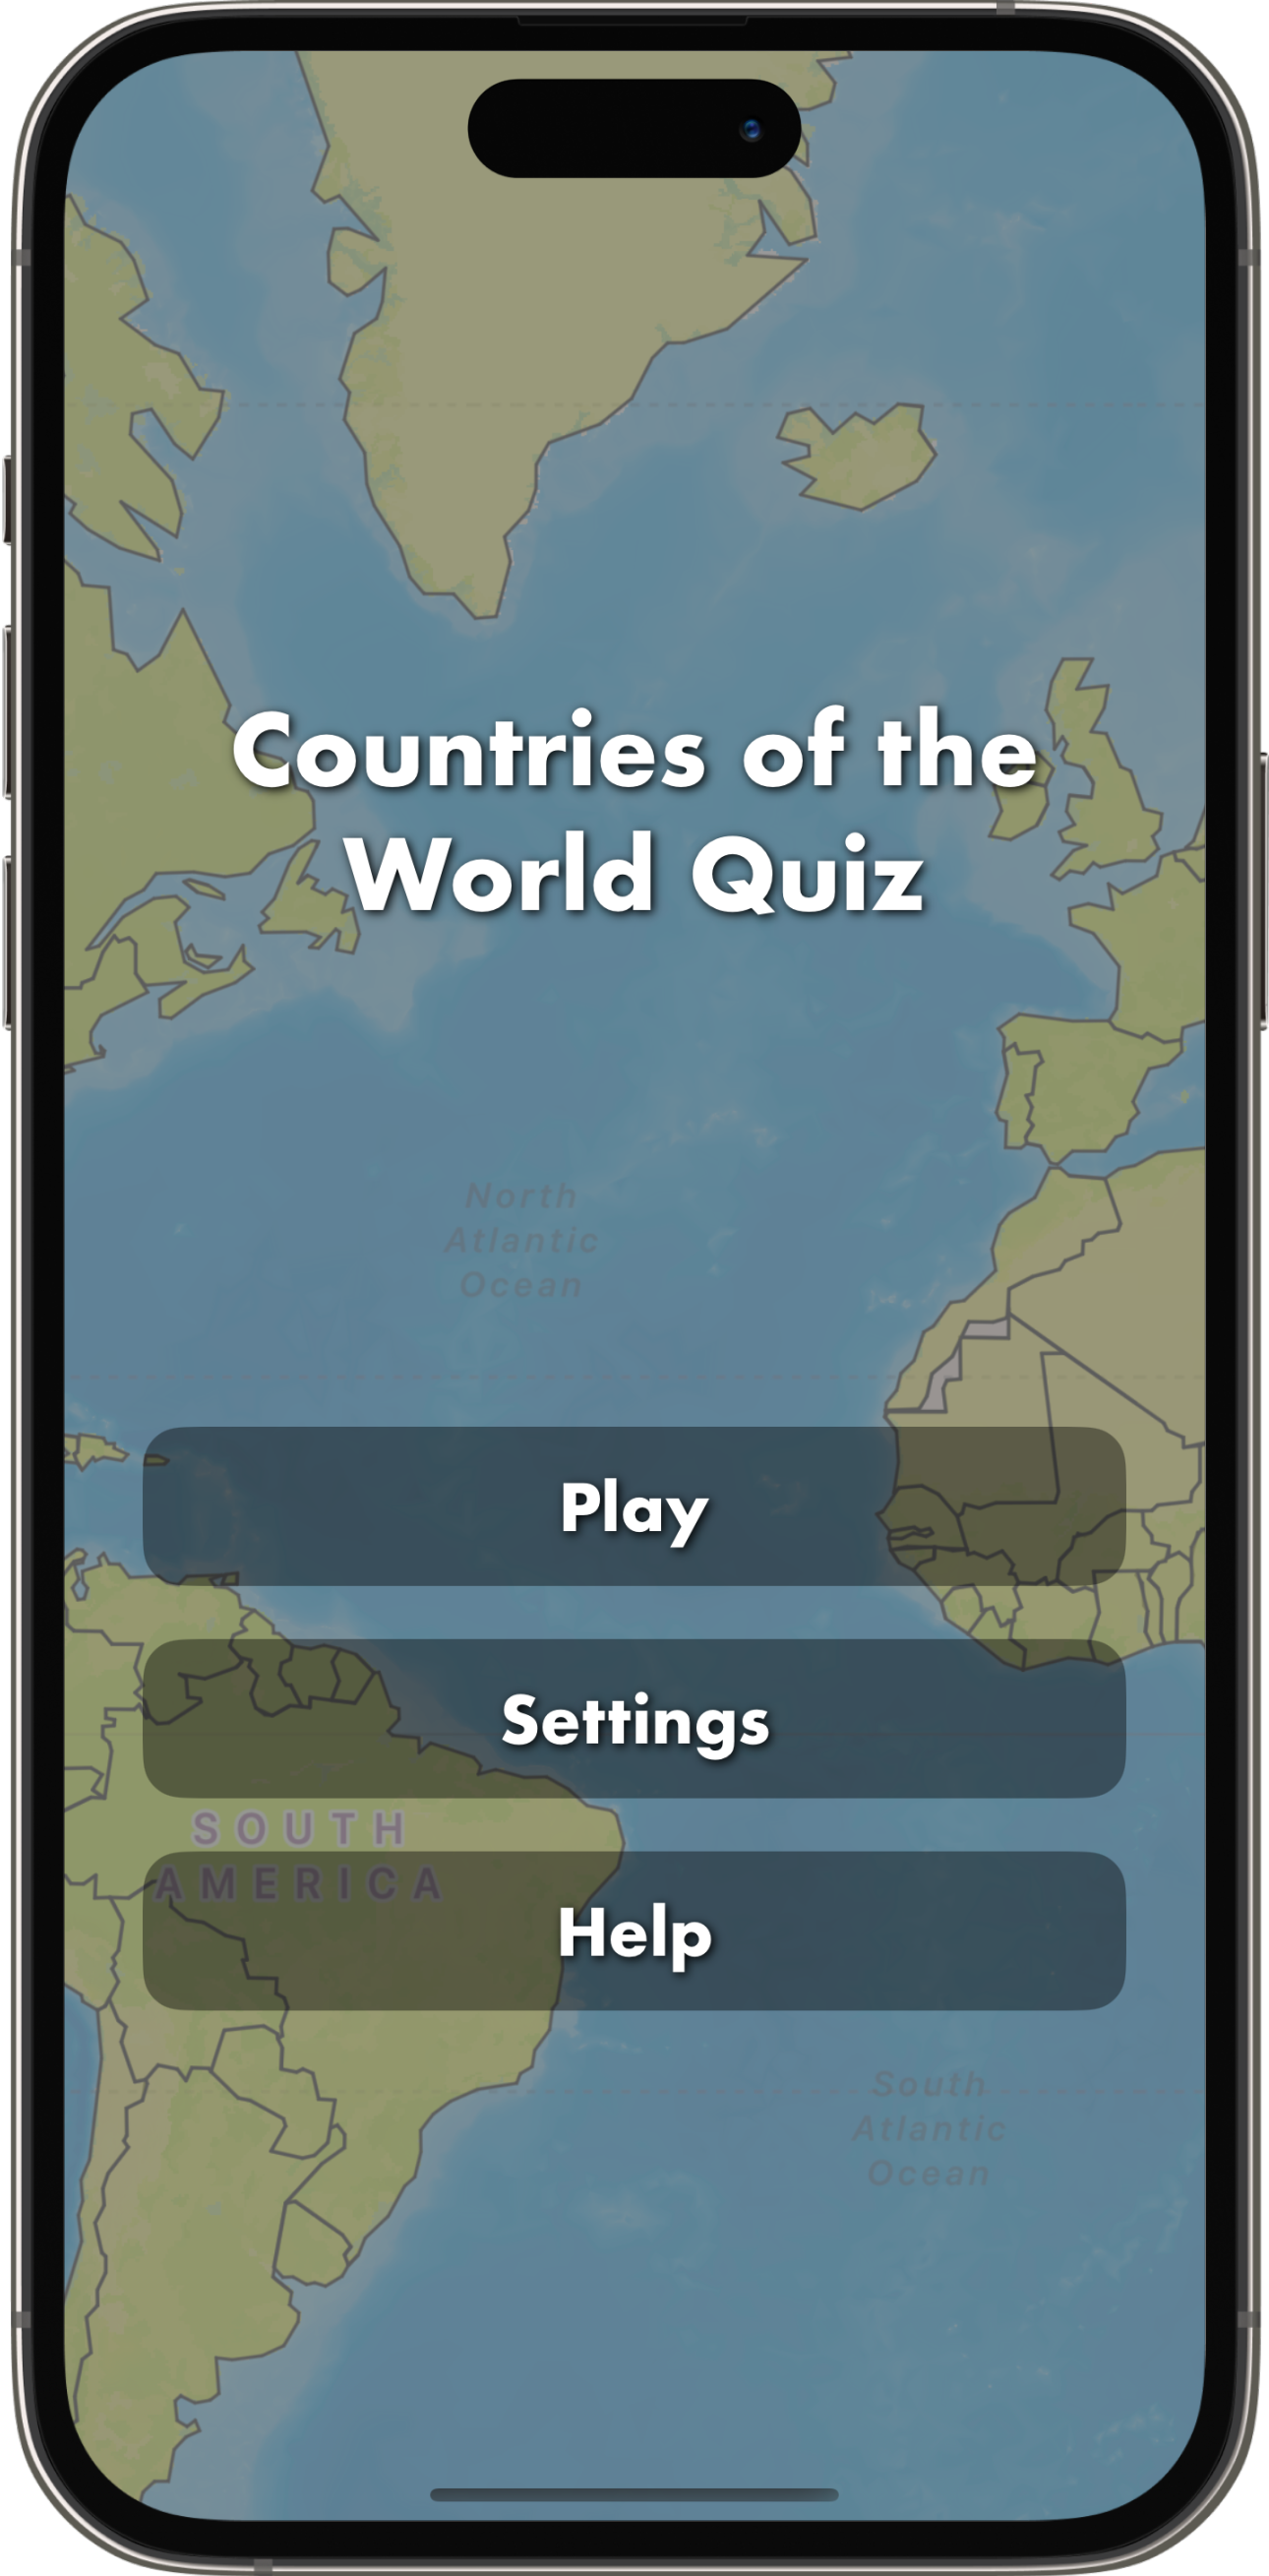 Countries of the
World Quiz
North
Atlantic
Ocean
Play
Settings
SOUTH
AMERICA
Help
South
Atlantic
Ocean